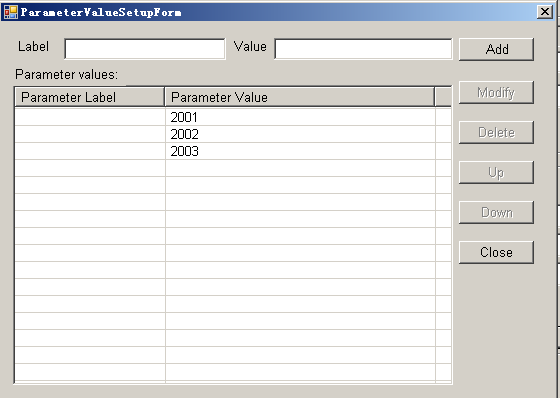 ParameterValueSetupForm
Label Value Add
Parameter values:
Parameter Label Parameter Value Modify
2001
2002 Delete
2003
Up
Down
Close